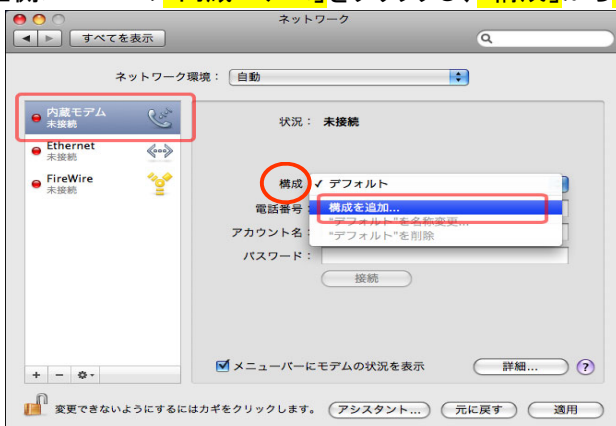 ネットワーク
すべてを表示
ネットワーク環境： 自動
内蔵モデム
未接続
Ethernet
未接続
FireWire
未接続
状況： 未接続
構成 ✓ デフォルト
構成を追加...
"デフォルト"を名称変更...
"デフォルト"を削除
電話番号：
アカウント名：
パスワード：
接続
メニューバーにモデムの状況を表示
詳細... ?
変更できないようにするにはカギをクリックします。
アシスタント... 元に戻す 適用